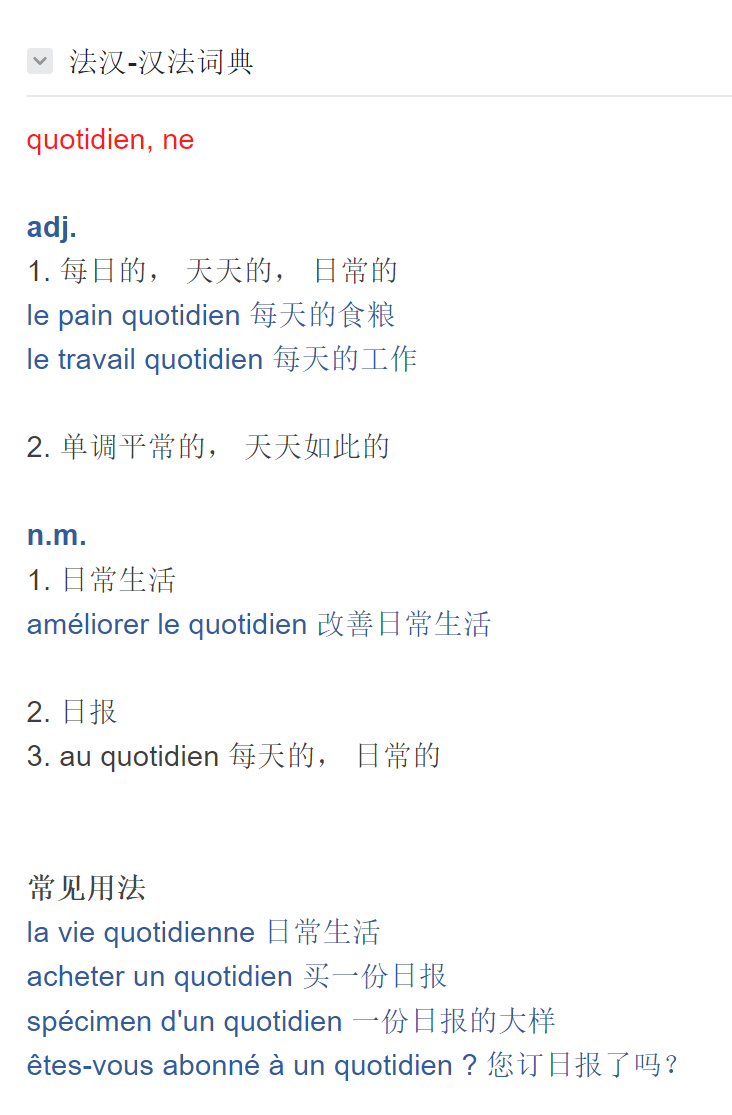 法汉-汉法词典
quotidien, ne
adj.
1. 每日的， 天天的， 日常的
le pain quotidien 每天的食粮
le travail quotidien 每天的工作
2. 单调平常的， 天天如此的
n.m.
1. 日常生活
améliorer le quotidien 改善日常生活
2. 日报
3. au quotidien 每天的， 日常的
常见用法
la vie quotidienne 日常生活
acheter un quotidien 买一份日报
spécimen d'un quotidien 一份日报的大样
êtes-vous abonné à un quotidien ? 您订日报了吗？